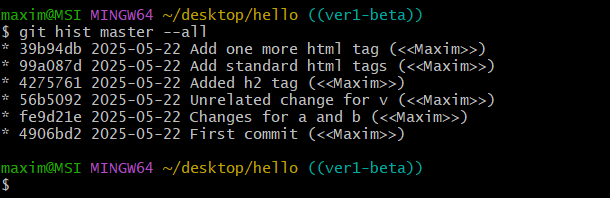 maxim@MSI MINGW64 ~/desktop/hello ((ver1-beta))
$ git hist master --all
* 39b94db 2025-05-22 Add one more html tag (<<Maxim>>)
* 99a087d 2025-05-22 Add standard html tags (<<Maxim>>)
* 4275761 2025-05-22 Added h2 tag (<<Maxim>>)
* 56b5092 2025-05-22 Unrelated change for v (<<Maxim>>)
* fe9d21e 2025-05-22 Changes for a and b (<<Maxim>>)
* 4906bd2 2025-05-22 First commit (<<Maxim>>)
maxim@MSI MINGW64 ~/desktop/hello ((ver1-beta))
$